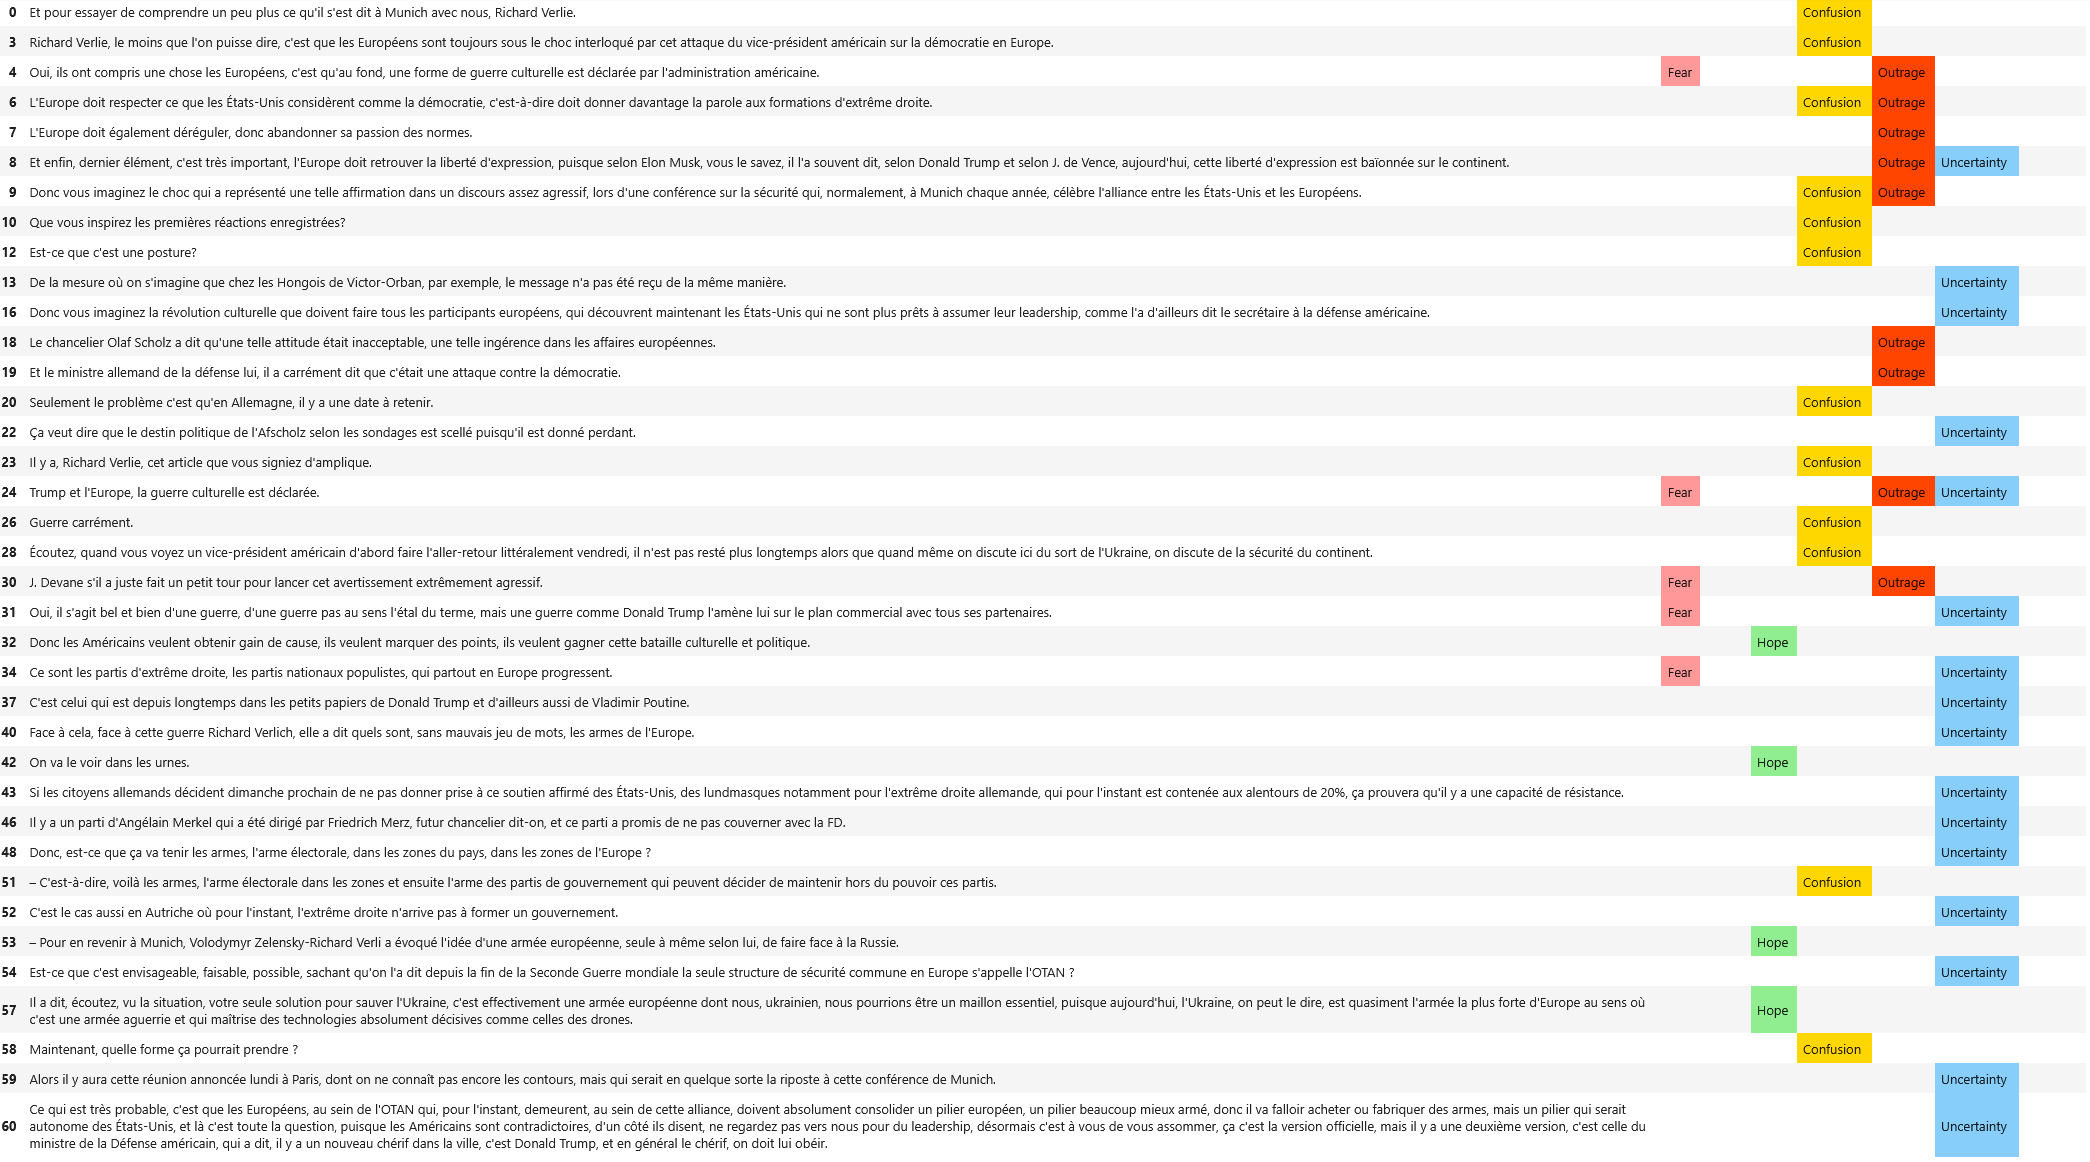 0 Et pour essayer de comprendre un peu plus ce qu'il s'est dit à Munich avec nous, Richard Verlie. Confusion
3 Richard Verlie, le moins que l'on puisse dire, c'est que les Européens sont toujours sous le choc interloqué par cet attaque du vice-président américain sur la démocratie en Europe. Confusion
4 Oui, ils ont compris une chose les Européens, c'est qu'au fond, une forme de guerre culturelle est déclarée par l'administration américaine. Fear Outrage
6 L'Europe doit respecter ce que les États-Unis considèrent comme la démocratie, c'est-à-dire doit donner davantage la parole aux formations d'extrême droite. Confusion Outrage
7 L'Europe doit également déréguler, donc abandonner sa passion des normes. Outrage
8 Et enfin, dernier élément, c'est très important, l'Europe doit retrouver la liberté d'expression, puisque selon Elon Musk, vous le savez, il l'a souvent dit, selon Donald Trump et selon J. de Vence, aujourd'hui, cette liberté d'expression est baïonnée sur le continent. Outrage Uncertainty
9 Donc vous imaginez le choc qui a représenté une telle affirmation dans un discours assez agressif, lors d'une conférence sur la sécurité qui, normalement, à Munich chaque année, célèbre l'alliance entre les États-Unis et les Européens. Confusion Outrage
10 Que vous inspirez les premières réactions enregistrées? Confusion
12 Est-ce que c'est une posture? Confusion
13 De la mesure où on s'imagine que chez les Hongois de Victor-Orban, par exemple, le message n'a pas été reçu de la même manière. Uncertainty
16 Donc vous imaginez la révolution culturelle que doivent faire tous les participants européens, qui découvrent maintenant les États-Unis qui ne sont plus prêts à assumer leur leadership, comme l'a d'ailleurs dit le secrétaire à la défense américaine. Uncertainty
18 Le chancelier Olaf Scholz a dit qu'une telle attitude était inacceptable, une telle ingérence dans les affaires européennes. Outrage
19 Et le ministre allemand de la défense lui, il a carrément dit que c'était une attaque contre la démocratie. Outrage
20 Seulement le problème c'est qu'en Allemagne, il y a une date à retenir. Confusion
22 Ça veut dire que le destin politique de l'Afscholz selon les sondages est scellé puisqu'il est donné perdant. Uncertainty
23 Il y a, Richard Verlie, cet article que vous signiez d'amplique. Confusion
24 Trump et l'Europe, la guerre culturelle est déclarée. Fear Outrage Uncertainty
26 Guerre carrément. Confusion
28 Écoutez, quand vous voyez un vice-président américain d'abord faire l'aller-retour littéralement vendredi, il n'est pas resté plus longtemps alors que quand même on discute ici du sort de l'Ukraine, on discute de la sécurité du continent. Confusion
30 J. Devane s'il a juste fait un petit tour pour lancer cet avertissement extrêmement agressif. Fear Outrage
31 Oui, il s'agit bel et bien d'une guerre, d'une guerre pas au sens l'étal du terme, mais une guerre comme Donald Trump l'amène lui sur le plan commercial avec tous ses partenaires. Fear Uncertainty
32 Donc les Américains veulent obtenir gain de cause, ils veulent marquer des points, ils veulent gagner cette bataille culturelle et politique. Hope
34 Ce sont les partis d'extrême droite, les partis nationaux populistes, qui partout en Europe progressent. Fear Uncertainty
37 C'est celui qui est depuis longtemps dans les petits papiers de Donald Trump et d'ailleurs aussi de Vladimir Poutine. Uncertainty
40 Face à cela, face à cette guerre Richard Verlich, elle a dit quels sont, sans mauvais jeu de mots, les armes de l'Europe. Uncertainty
42 On va le voir dans les urnes. Hope
43 Si les citoyens allemands décident dimanche prochain de ne pas donner prise à ce soutien affirmé des États-Unis, des lundmasques notamment pour l'extrême droite allemande, qui pour l'instant est contenée aux alentours de 20%, ça prouvera qu'il y a une capacité de résistance. Uncertainty
46 Il y a un parti d'Angélain Merkel qui a été dirigé par Friedrich Merz, futur chancelier dit-on, et ce parti a promis de ne pas couverner avec la FD. Uncertainty
48 Donc, est-ce que ça va tenir les armes, l'arme électorale, dans les zones du pays, dans les zones de l'Europe ? Uncertainty
51 – C'est-à-dire, voilà les armes, l'arme électorale dans les zones et ensuite l'arme des partis de gouvernement qui peuvent décider de maintenir hors du pouvoir ces partis. Confusion
52 C'est le cas aussi en Autriche où pour l'instant, l'extrême droite n'arrive pas à former un gouvernement. Uncertainty
53 – Pour en revenir à Munich, Volodymyr Zelensky-Richard Verli a évoqué l'idée d'une armée européenne, seule à même selon lui, de faire face à la Russie. Hope
54 Est-ce que c'est envisageable, faisable, possible, sachant qu'on l'a dit depuis la fin de la Seconde Guerre mondiale la seule structure de sécurité commune en Europe s'appelle l'OTAN ? Uncertainty
57 Il a dit, écoutez, vu la situation, votre seule solution pour sauver l'Ukraine, c'est effectivement une armée européenne dont nous, ukrainien, nous pourrions être un maillon essentiel, puisque aujourd'hui, l'Ukraine, on peut le dire, est quasiment l'armée la plus forte d'Europe au sens où
c'est une armée aguerrie et qui maîtrise des technologies absolument décisives comme celles des drones. Hope
58 Maintenant, quelle forme ça pourrait prendre ? Confusion
59 Alors il y aura cette réunion annoncée lundi à Paris, dont on ne connaît pas encore les contours, mais qui serait en quelque sorte la riposte à cette conférence de Munich. Uncertainty
60 Ce qui est très probable, c'est que les Européens, au sein de l'OTAN qui, pour l'instant, demeurent, au sein de cette alliance, doivent absolument consolider un pilier européen, un pilier beaucoup mieux armé, donc il va falloir acheter ou fabriquer des armes, mais un pilier qui serait
autonome des États-Unis, et là c'est toute la question, puisque les Américains sont contradictoires, d'un côté ils disent, ne regardez pas vers nous pour du leadership, désormais c'est à vous de vous assommer, ça c'est la version officielle, mais il y a une deuxième version, c'est celle du
ministre de la Défense américain, qui a dit, il y a un nouveau chérif dans la ville, c'est Donald Trump, et en général le chérif, on doit lui obéir. Uncertainty